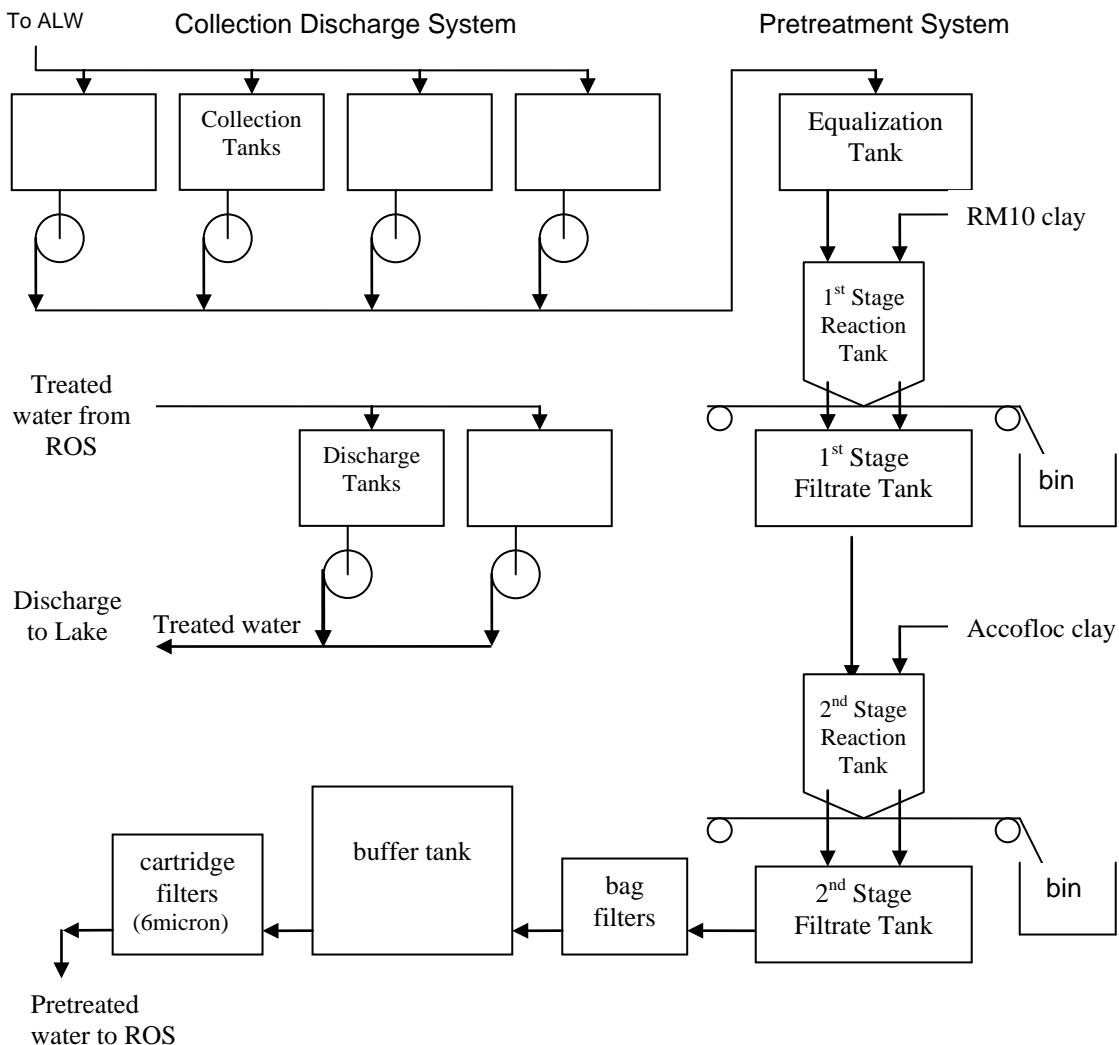 To ALW
Collection Discharge System
Pretreatment System
Collection
Tanks
Equalization
Tank
RM10 clay
1st Stage
Reaction
Tank
Treated
water from
ROS
Discharge
Tanks
1st Stage
Filtrate Tank
bin
Discharge
to Lake
Treated water
Accofloc clay
2nd Stage
Reaction
Tank
cartridge
filters
(6micron)
buffer tank
bag
filters
2nd Stage
Filtrate Tank
bin
Pretreated
water to ROS